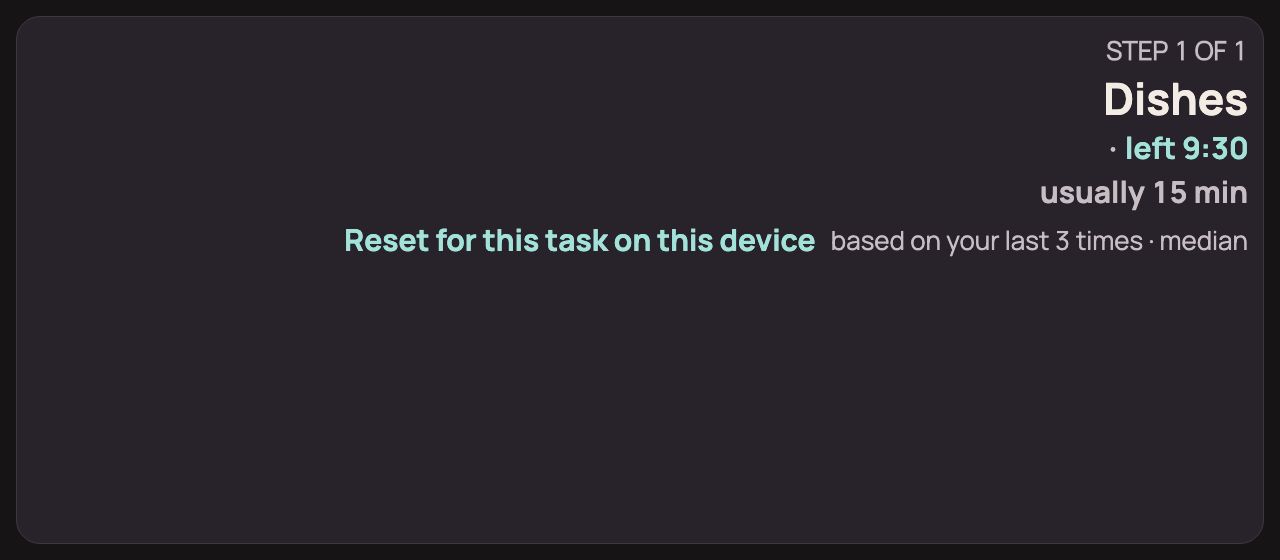 STEP 1 OF 1
Dishes
· left 9:30
usually 15 min
Reset for this task on this device based on your last 3 times · median